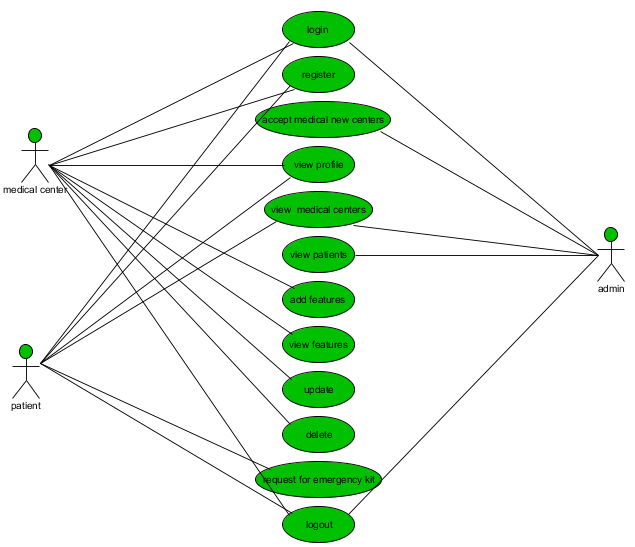 login
register
accept medical new centers
medical center
view profile
view medical centers
view patients
admin
add features
view features
patient
update
delete
request for emergency kit
logout